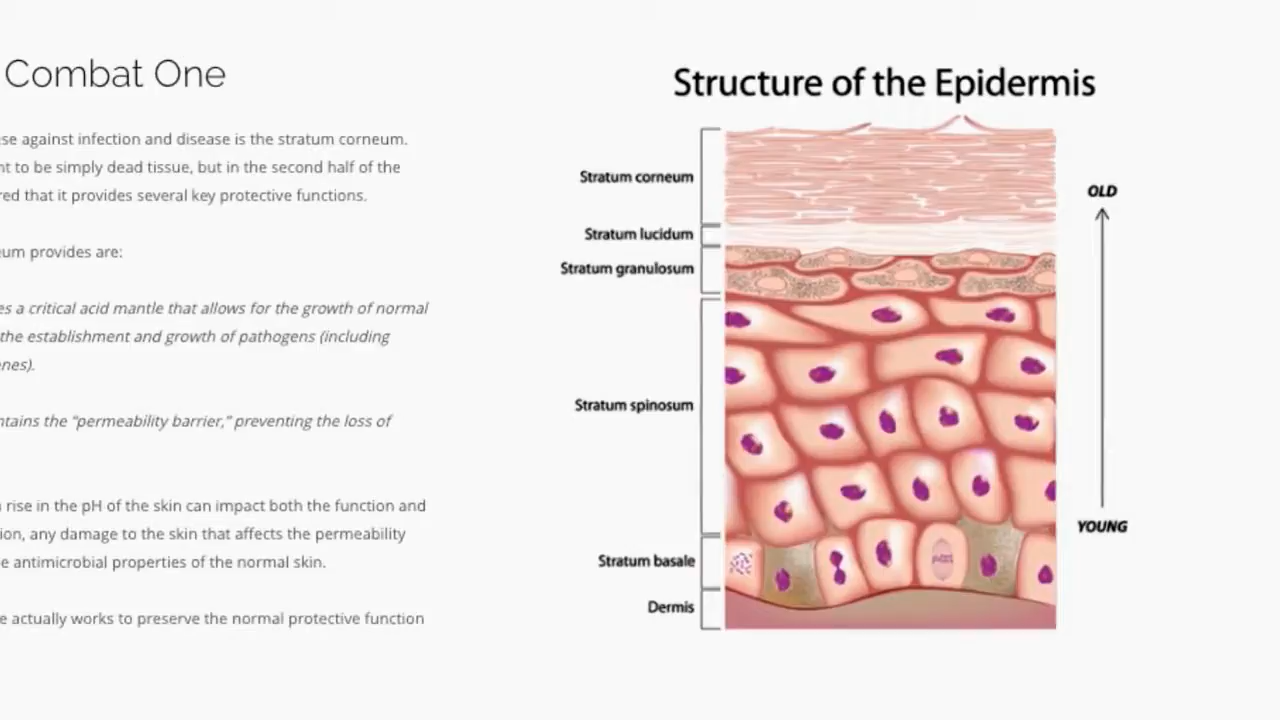 Combat One
se against infection and disease is the stratum corneum.
nt to be simply dead tissue, but in the second half of the
red that it provides several key protective functions.
eum provides are:
es a critical acid mantle that allows for the growth of normal
the establishment and growth of pathogens (including
enes).
ntains the “permeability barrier,” preventing the loss of
rise in the pH of the skin can impact both the function and
ion, any damage to the skin that affects the permeability
e antimicrobial properties of the normal skin.
e actually works to preserve the normal protective function
Structure of the Epidermis
Stratum corneum
Stratum lucidum
Stratum granulosum
Stratum spinosum
Stratum basale
Dermis
OLD
YOUNG